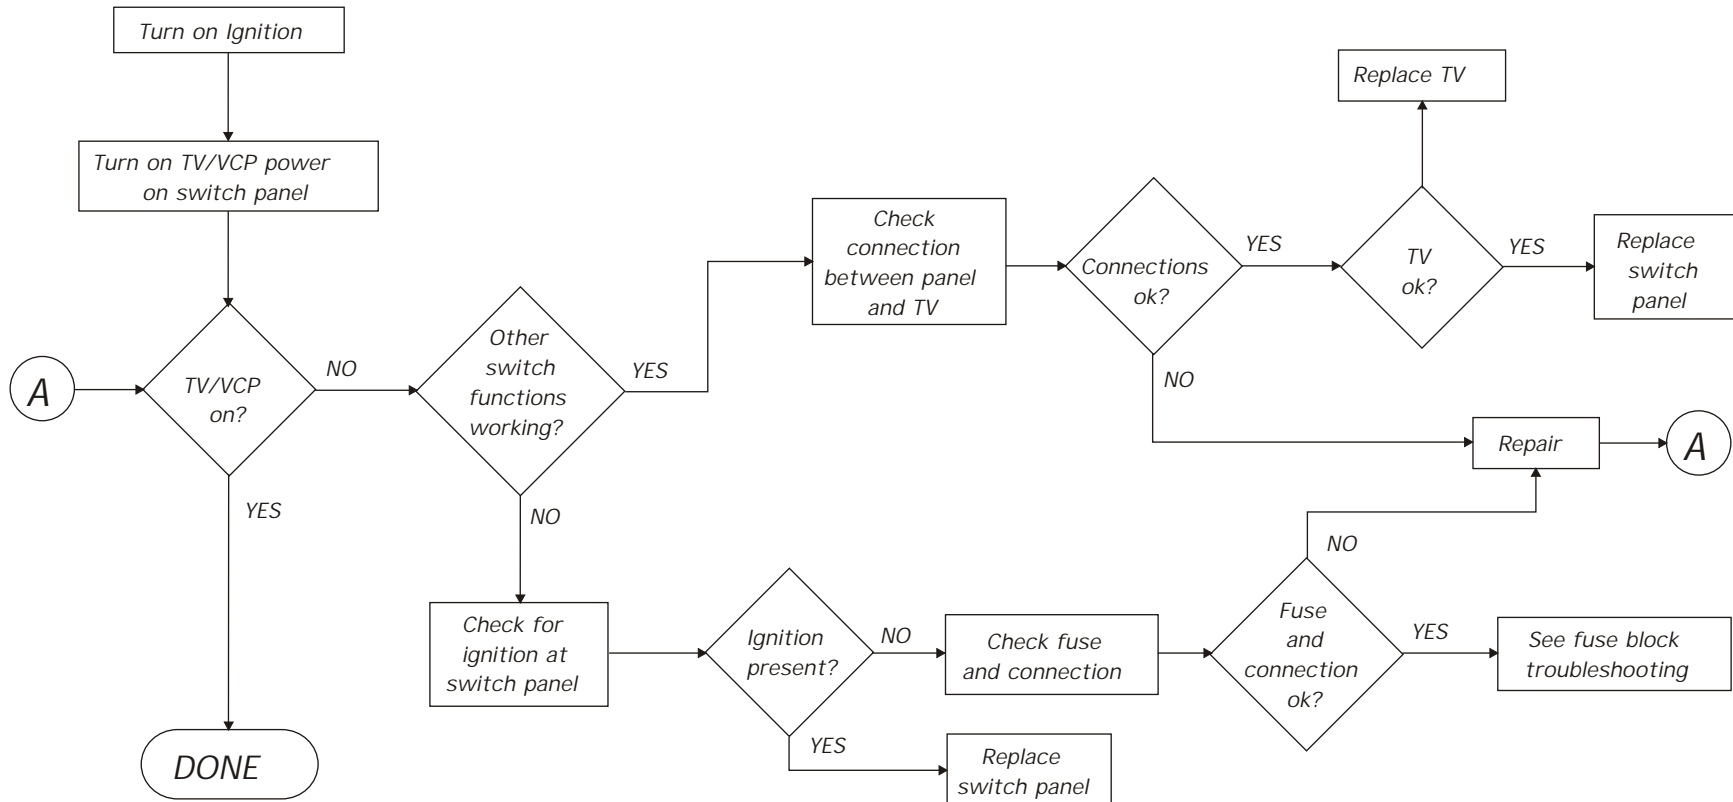 Turn on Ignition
Turn on TV/VCP power
on switch panel
A
TV/VCP
on?
YES
DONE
NO
Other
switch
functions
working?
YES
Check
connection
between panel
and TV
Connections
ok?
YES
TV
ok?
Replace TV
YES
Replace
switch
panel
NO
Repair
A
NO
Check for
ignition at
switch panel
Ignition
present?
NO
Check fuse
and connection
Fuse
and
connection
ok?
NO
YES
See fuse block
troubleshooting
YES
Replace
switch panel